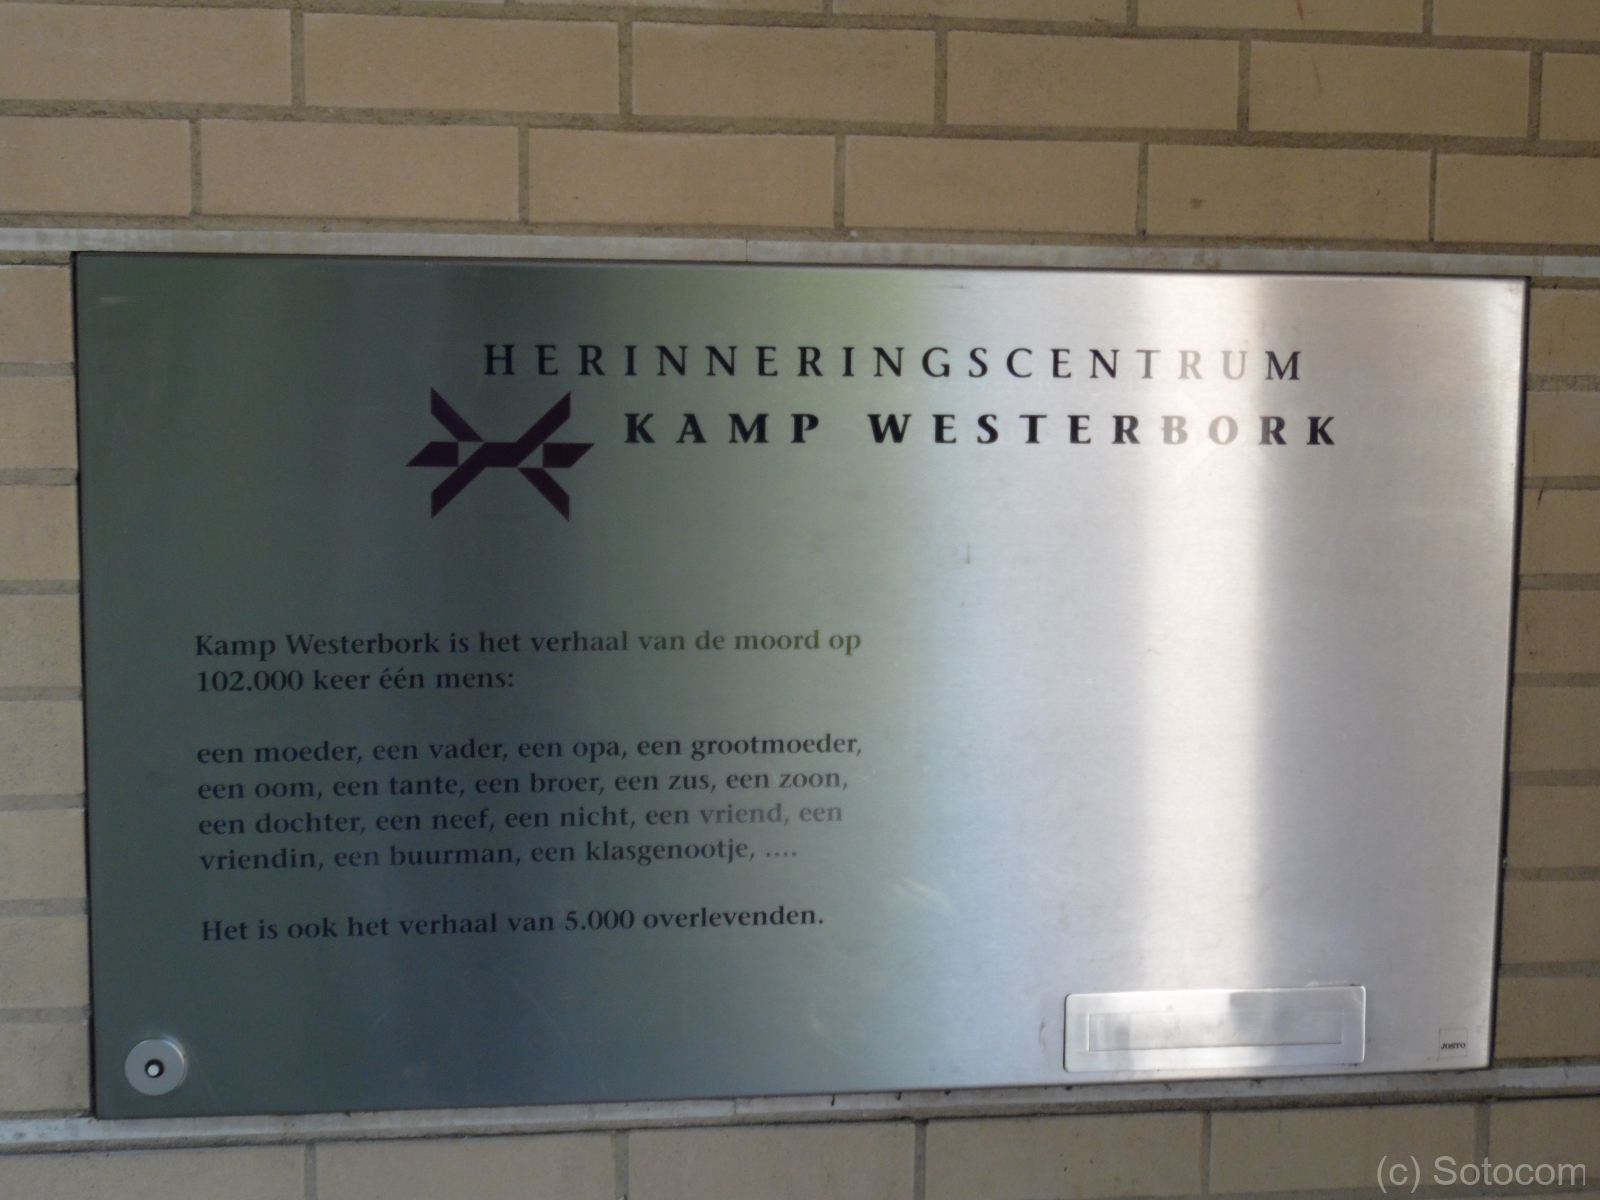 HERINNERINGSCENTRUM
KAMP WESTERBORK
Kamp Westerbork is het verhaal van de moord op
102.000 keer één mens:
een moeder, een vader, een opa, een grootmoeder,
een oom, een tante, een broer, een zus, een zoon,
een dochter, een neef, een nicht, een vriend, een
vriendin, een buurman, een klasgenootje, ....
Het is ook het verhaal van 5.000 overlevenden.
(c) Sotocom